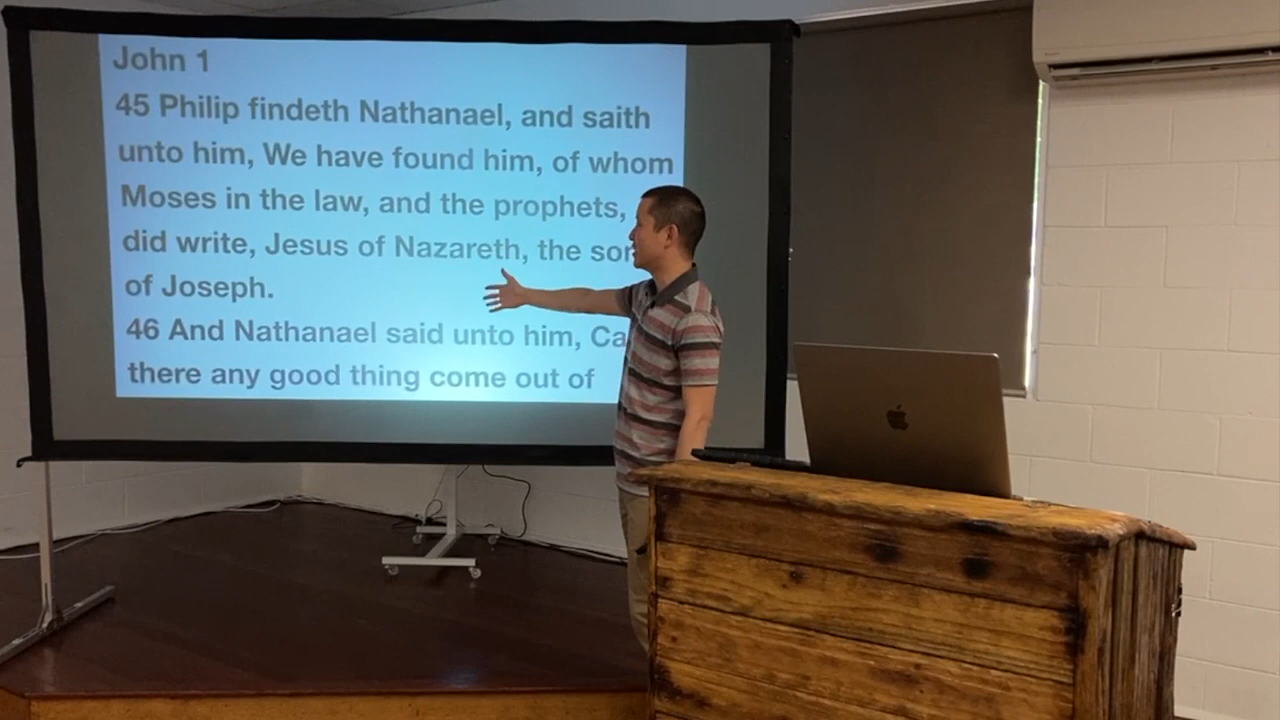 John 1
45 Philip findeth Nathanael, and saith
unto him, We have found him, of whom
Moses in the law, and the prophets,
did write, Jesus of Nazareth, the son
of Joseph.
46 And Nathanael said unto him, Ca
there any good thing come out of